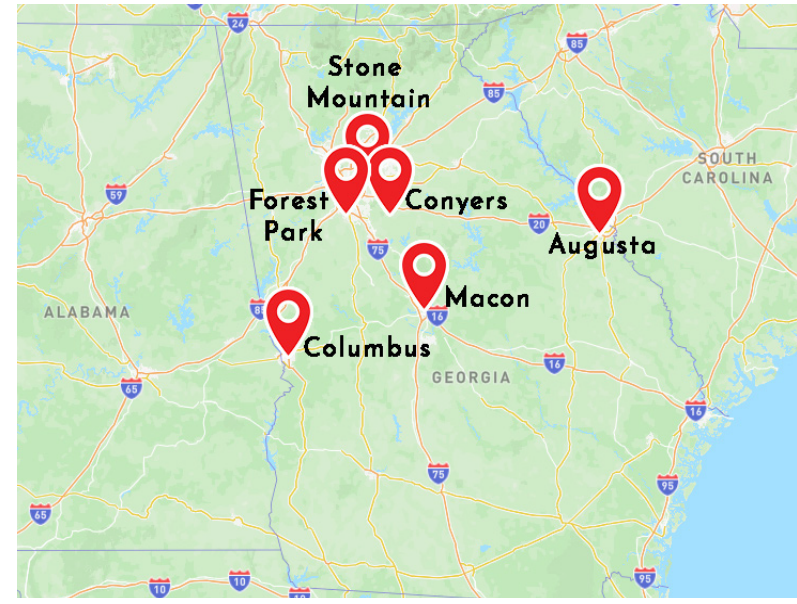 24
85
Stone
Mountain
85
SOUTH
CAROLINA
59
Forest
Park
Conyers
20
Augusta
75
Macon
ALABAMA
85
16
Columbus
16
GEORGIA
65
16
75
95
65
95
10
10
10